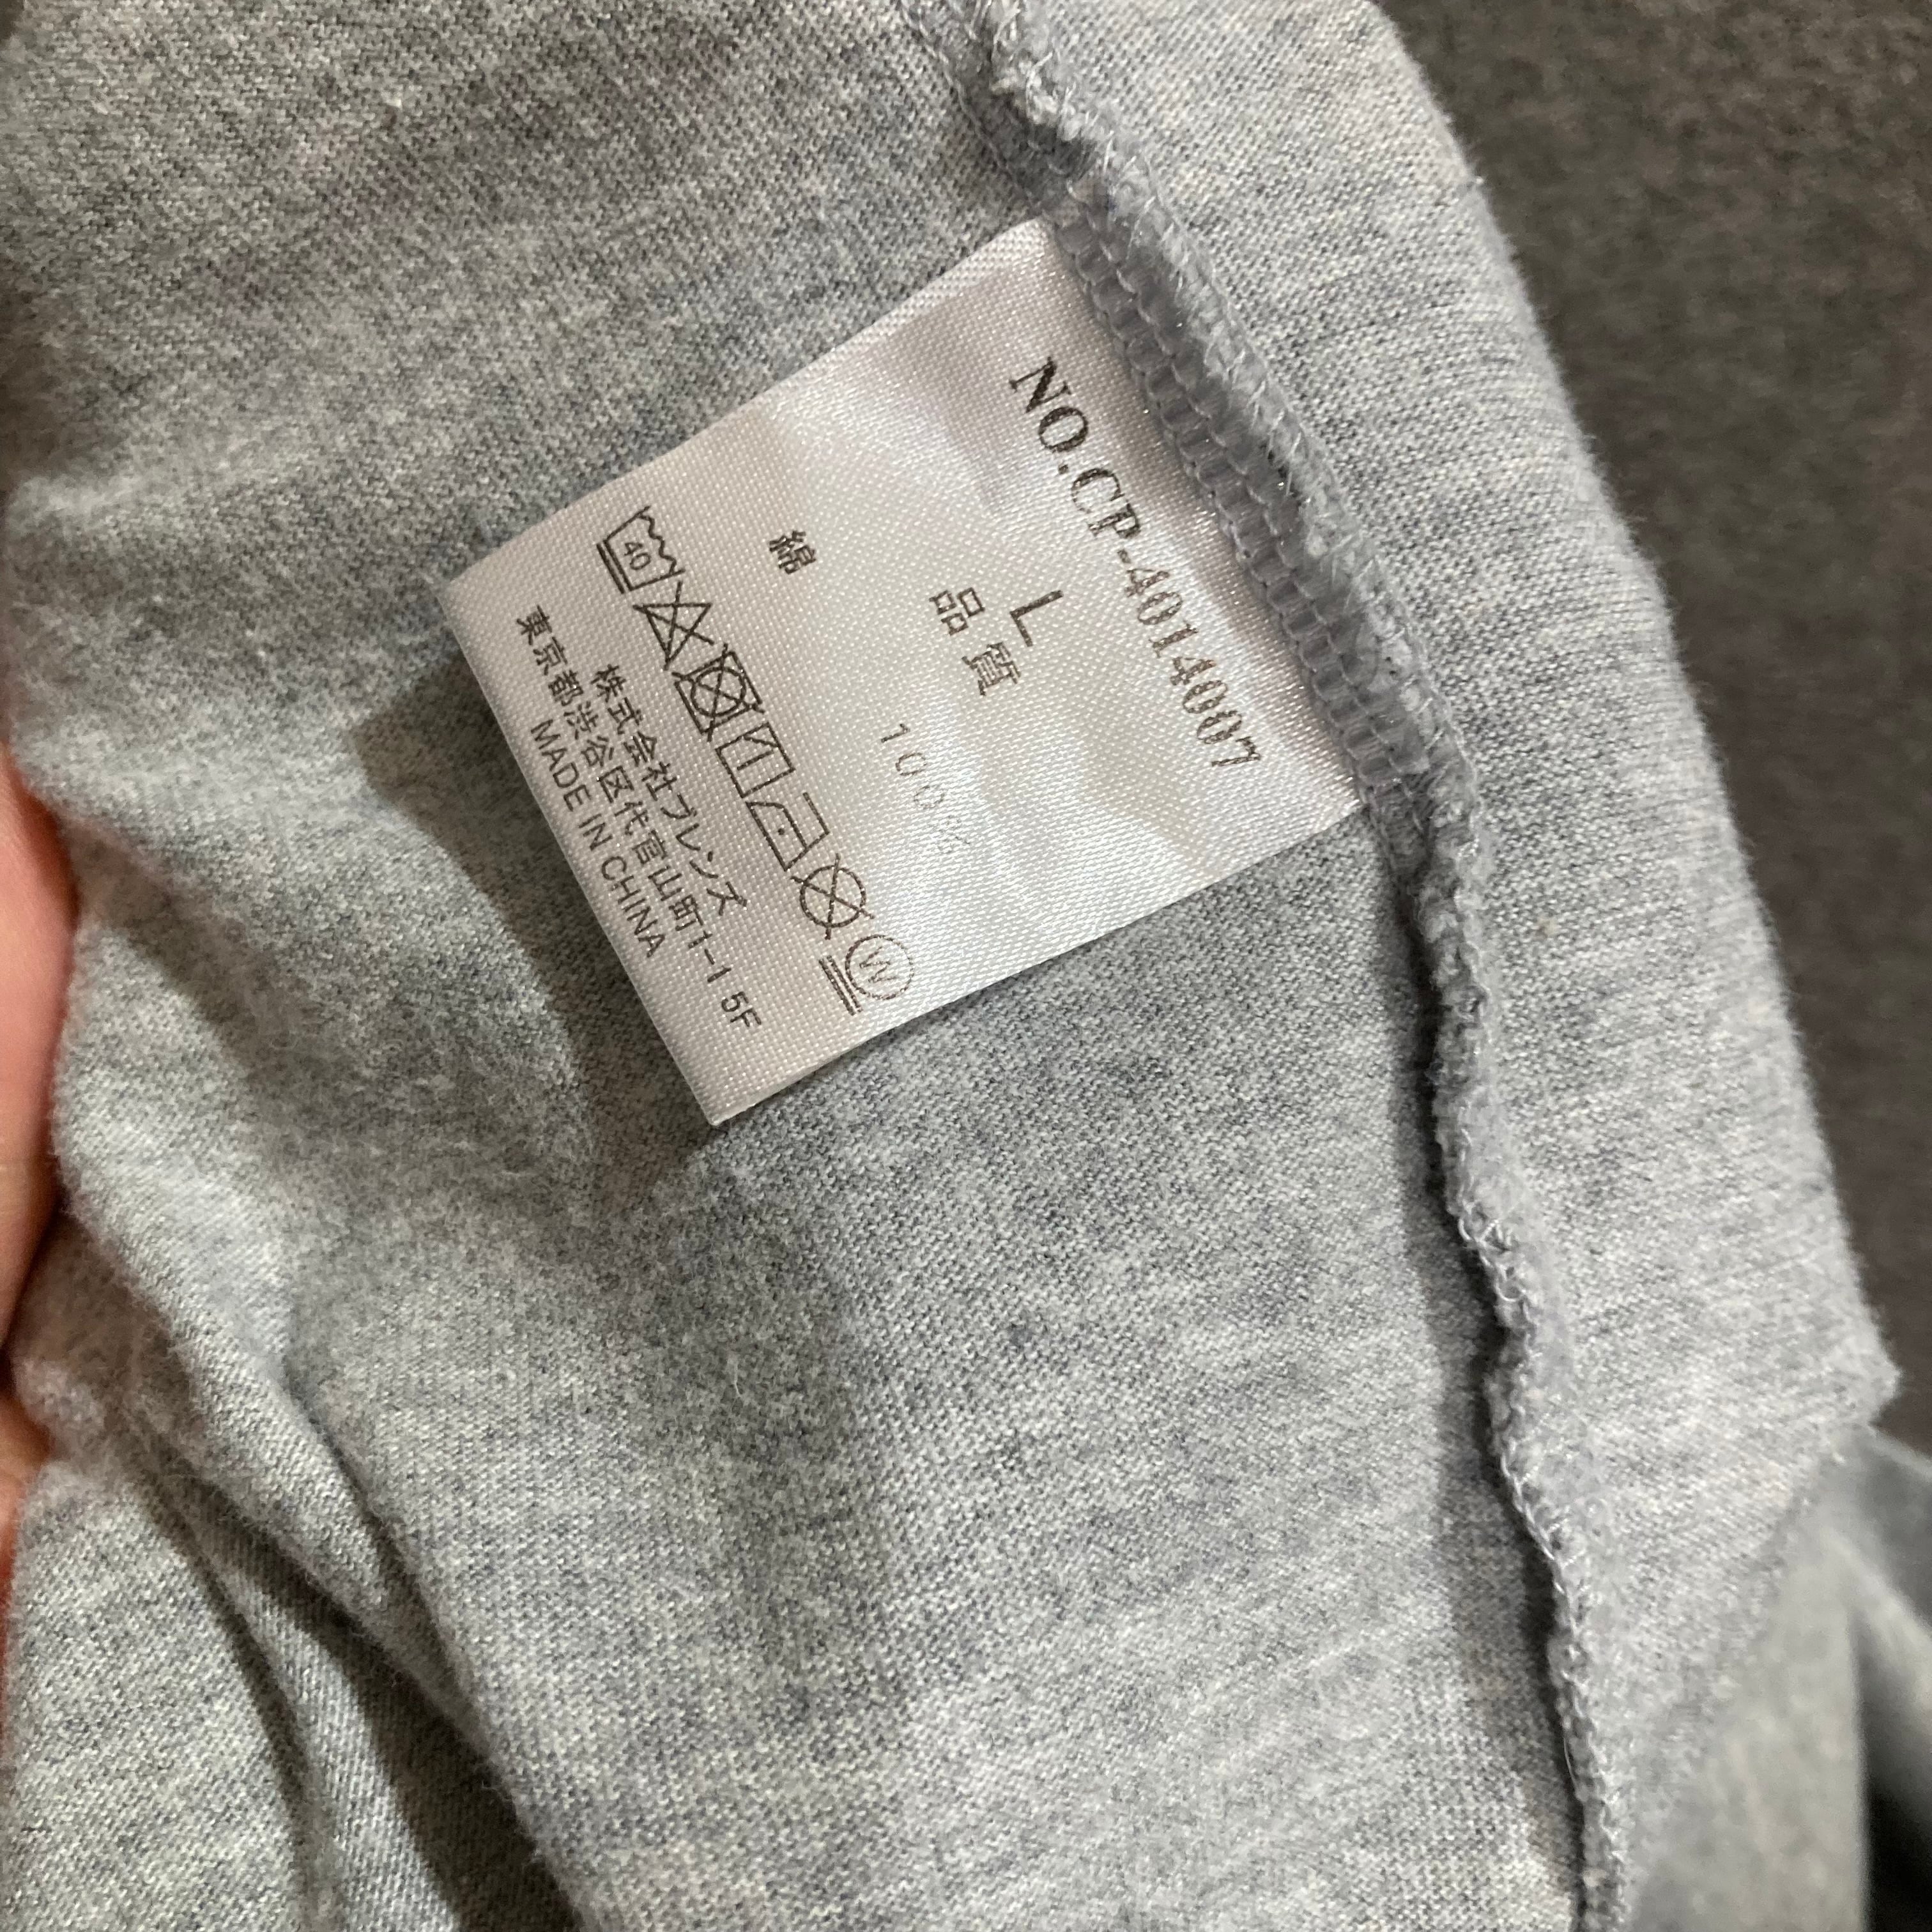 NO.CP-4014007
L
品質
綿 100%
40
W
株式会社ブレンズ
東京都渋谷区代官山町1-1 5F
MADE IN CHINA